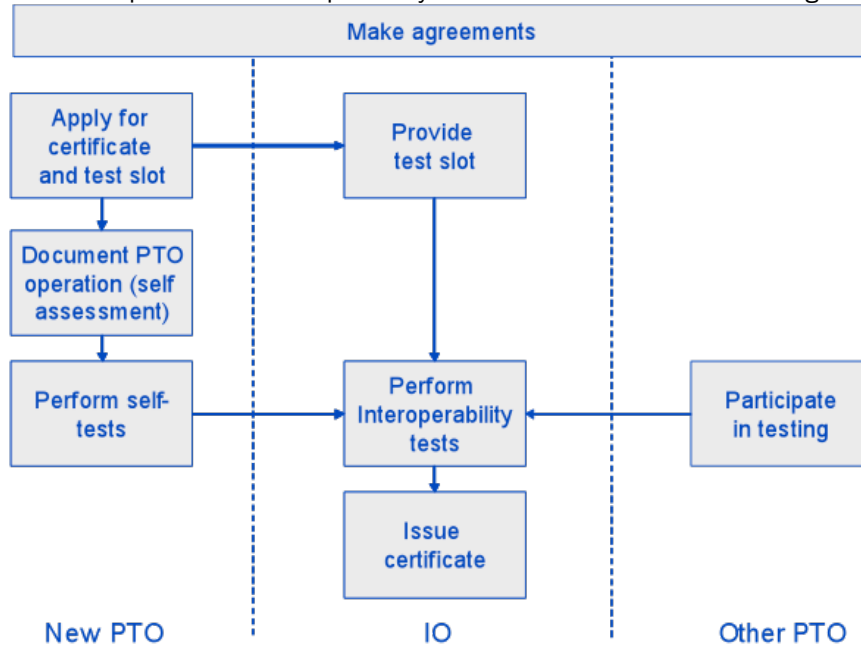 Make agreements
Apply for
certificate
and test slot
Provide
test slot
Document PTO
operation (self
assessment)
Perform self-
tests
Perform
Interoperability
tests
Participate
in testing
Issue
certificate
New PTO
IO
Other PTO